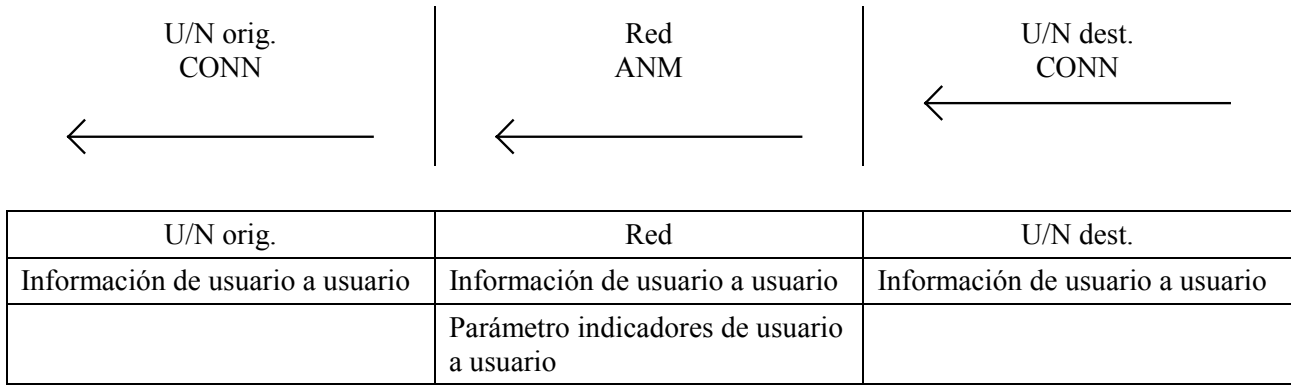 U/N orig.
CONN
Red
ANM
U/N dest.
CONN
U/N orig.
Red
U/N dest.
Información de usuario a usuario
Información de usuario a usuario
Información de usuario a usuario
Parámetro indicadores de usuario
a usuario